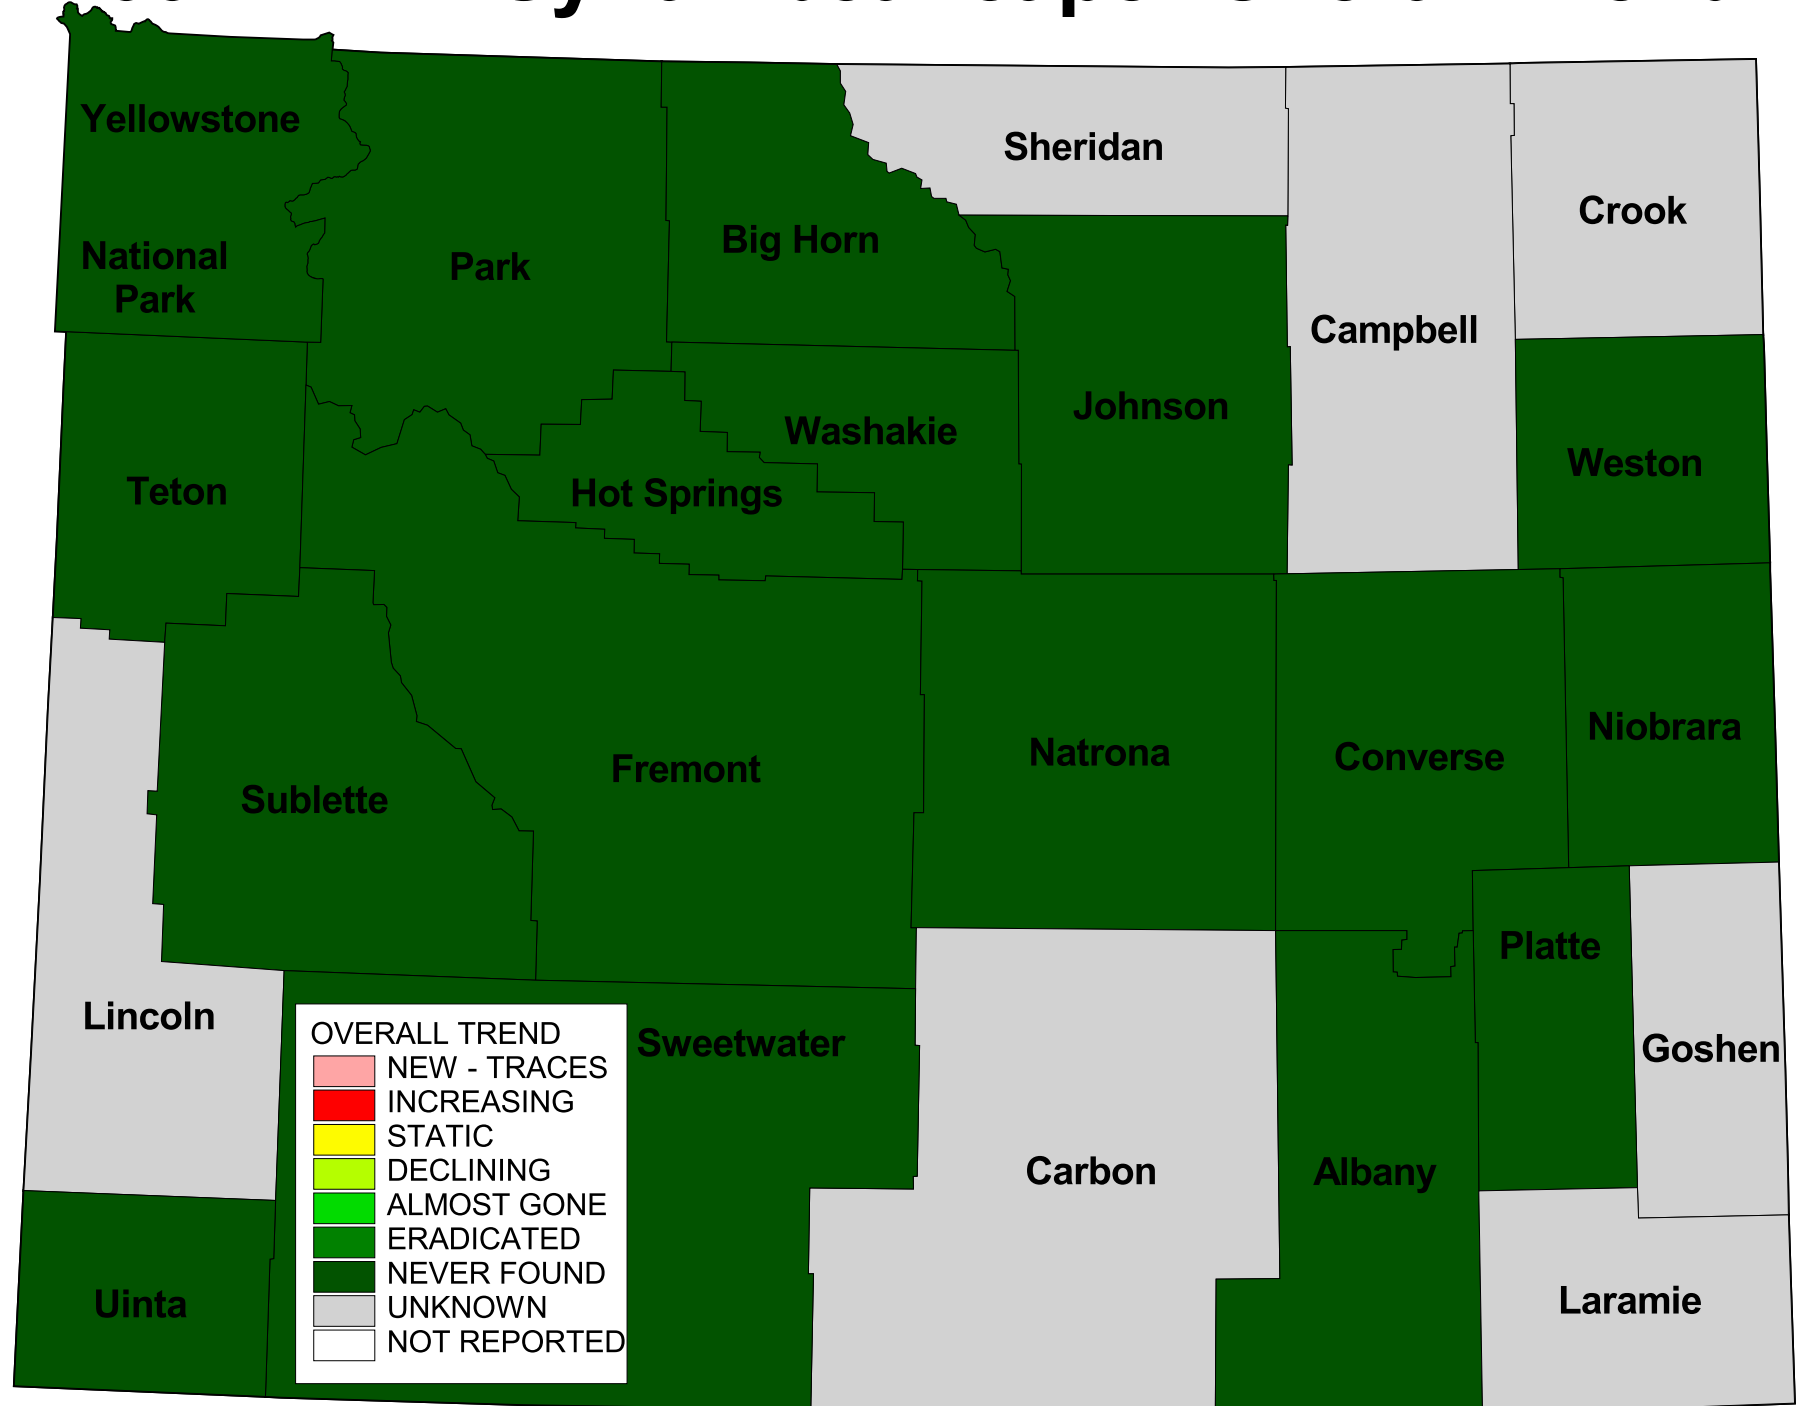 Yellowstone
National
Park
Park
Big Horn
Sheridan
Campbell
Crook
Johnson
Washakie
Hot Springs
Weston
Teton
Sublette
Fremont
Natrona
Converse
Niobrara
Platte
Goshen
Lincoln
Sweetwater
Carbon
Albany
Laramie
Uinta
OVERALL TREND
NEW - TRACES
INCREASING
STATIC
DECLINING
ALMOST GONE
ERADICATED
NEVER FOUND
UNKNOWN
NOT REPORTED